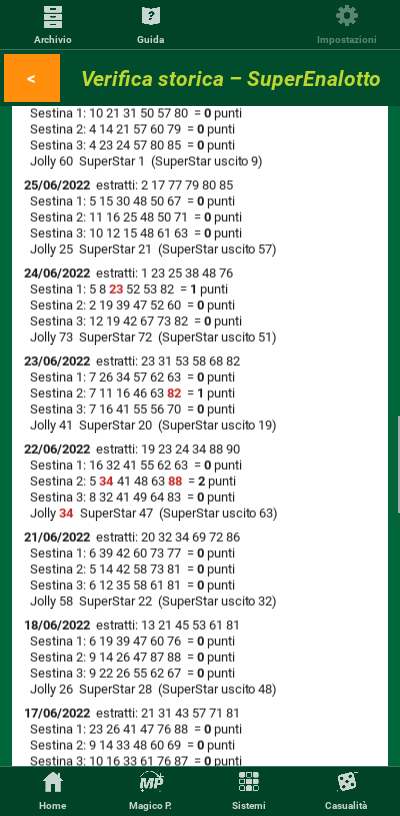 Archivio
Guida
Impostazioni
<
Verifica storica – SuperEnalotto
Sestina 1: 10 21 31 50 57 80 = 0 punti
Sestina 2: 4 14 21 57 60 79 = 0 punti
Sestina 3: 4 23 24 57 80 85 = 0 punti
Jolly 60 SuperStar 1 (SuperStar uscito 9)
25/06/2022 estratti: 2 17 77 79 80 85
Sestina 1: 5 15 30 48 50 67 = 0 punti
Sestina 2: 11 16 25 48 50 71 = 0 punti
Sestina 3: 10 12 15 48 61 63 = 0 punti
Jolly 25 SuperStar 21 (SuperStar uscito 57)
24/06/2022 estratti: 1 23 25 38 48 76
Sestina 1: 5 8 23 52 53 82 = 1 punti
Sestina 2: 2 19 39 47 52 60 = 0 punti
Sestina 3: 12 19 42 67 73 82 = 0 punti
Jolly 73 SuperStar 72 (SuperStar uscito 51)
23/06/2022 estratti: 23 31 53 58 68 82
Sestina 1: 7 26 34 57 62 63 = 0 punti
Sestina 2: 7 11 16 46 63 82 = 1 punti
Sestina 3: 7 16 41 55 56 70 = 0 punti
Jolly 41 SuperStar 20 (SuperStar uscito 19)
22/06/2022 estratti: 19 23 24 34 88 90
Sestina 1: 16 32 41 55 62 63 = 0 punti
Sestina 2: 5 34 41 48 63 88 = 2 punti
Sestina 3: 8 32 41 49 64 83 = 0 punti
Jolly 34 SuperStar 47 (SuperStar uscito 63)
21/06/2022 estratti: 20 32 34 69 72 86
Sestina 1: 6 39 42 60 73 77 = 0 punti
Sestina 2: 5 14 42 58 73 81 = 0 punti
Sestina 3: 6 12 35 58 61 81 = 0 punti
Jolly 58 SuperStar 22 (SuperStar uscito 32)
18/06/2022 estratti: 13 21 45 53 61 81
Sestina 1: 6 19 39 47 60 76 = 0 punti
Sestina 2: 9 14 26 47 87 88 = 0 punti
Sestina 3: 9 22 26 55 62 67 = 0 punti
Jolly 26 SuperStar 28 (SuperStar uscito 48)
17/06/2022 estratti: 21 31 43 57 71 81
Sestina 1: 23 26 41 47 76 88 = 0 punti
Sestina 2: 9 14 33 48 60 69 = 0 punti
Sestina 3: 10 16 33 61 76 87 = 0 punti
MP
Home
Magico P.
Sistemi
Casualità